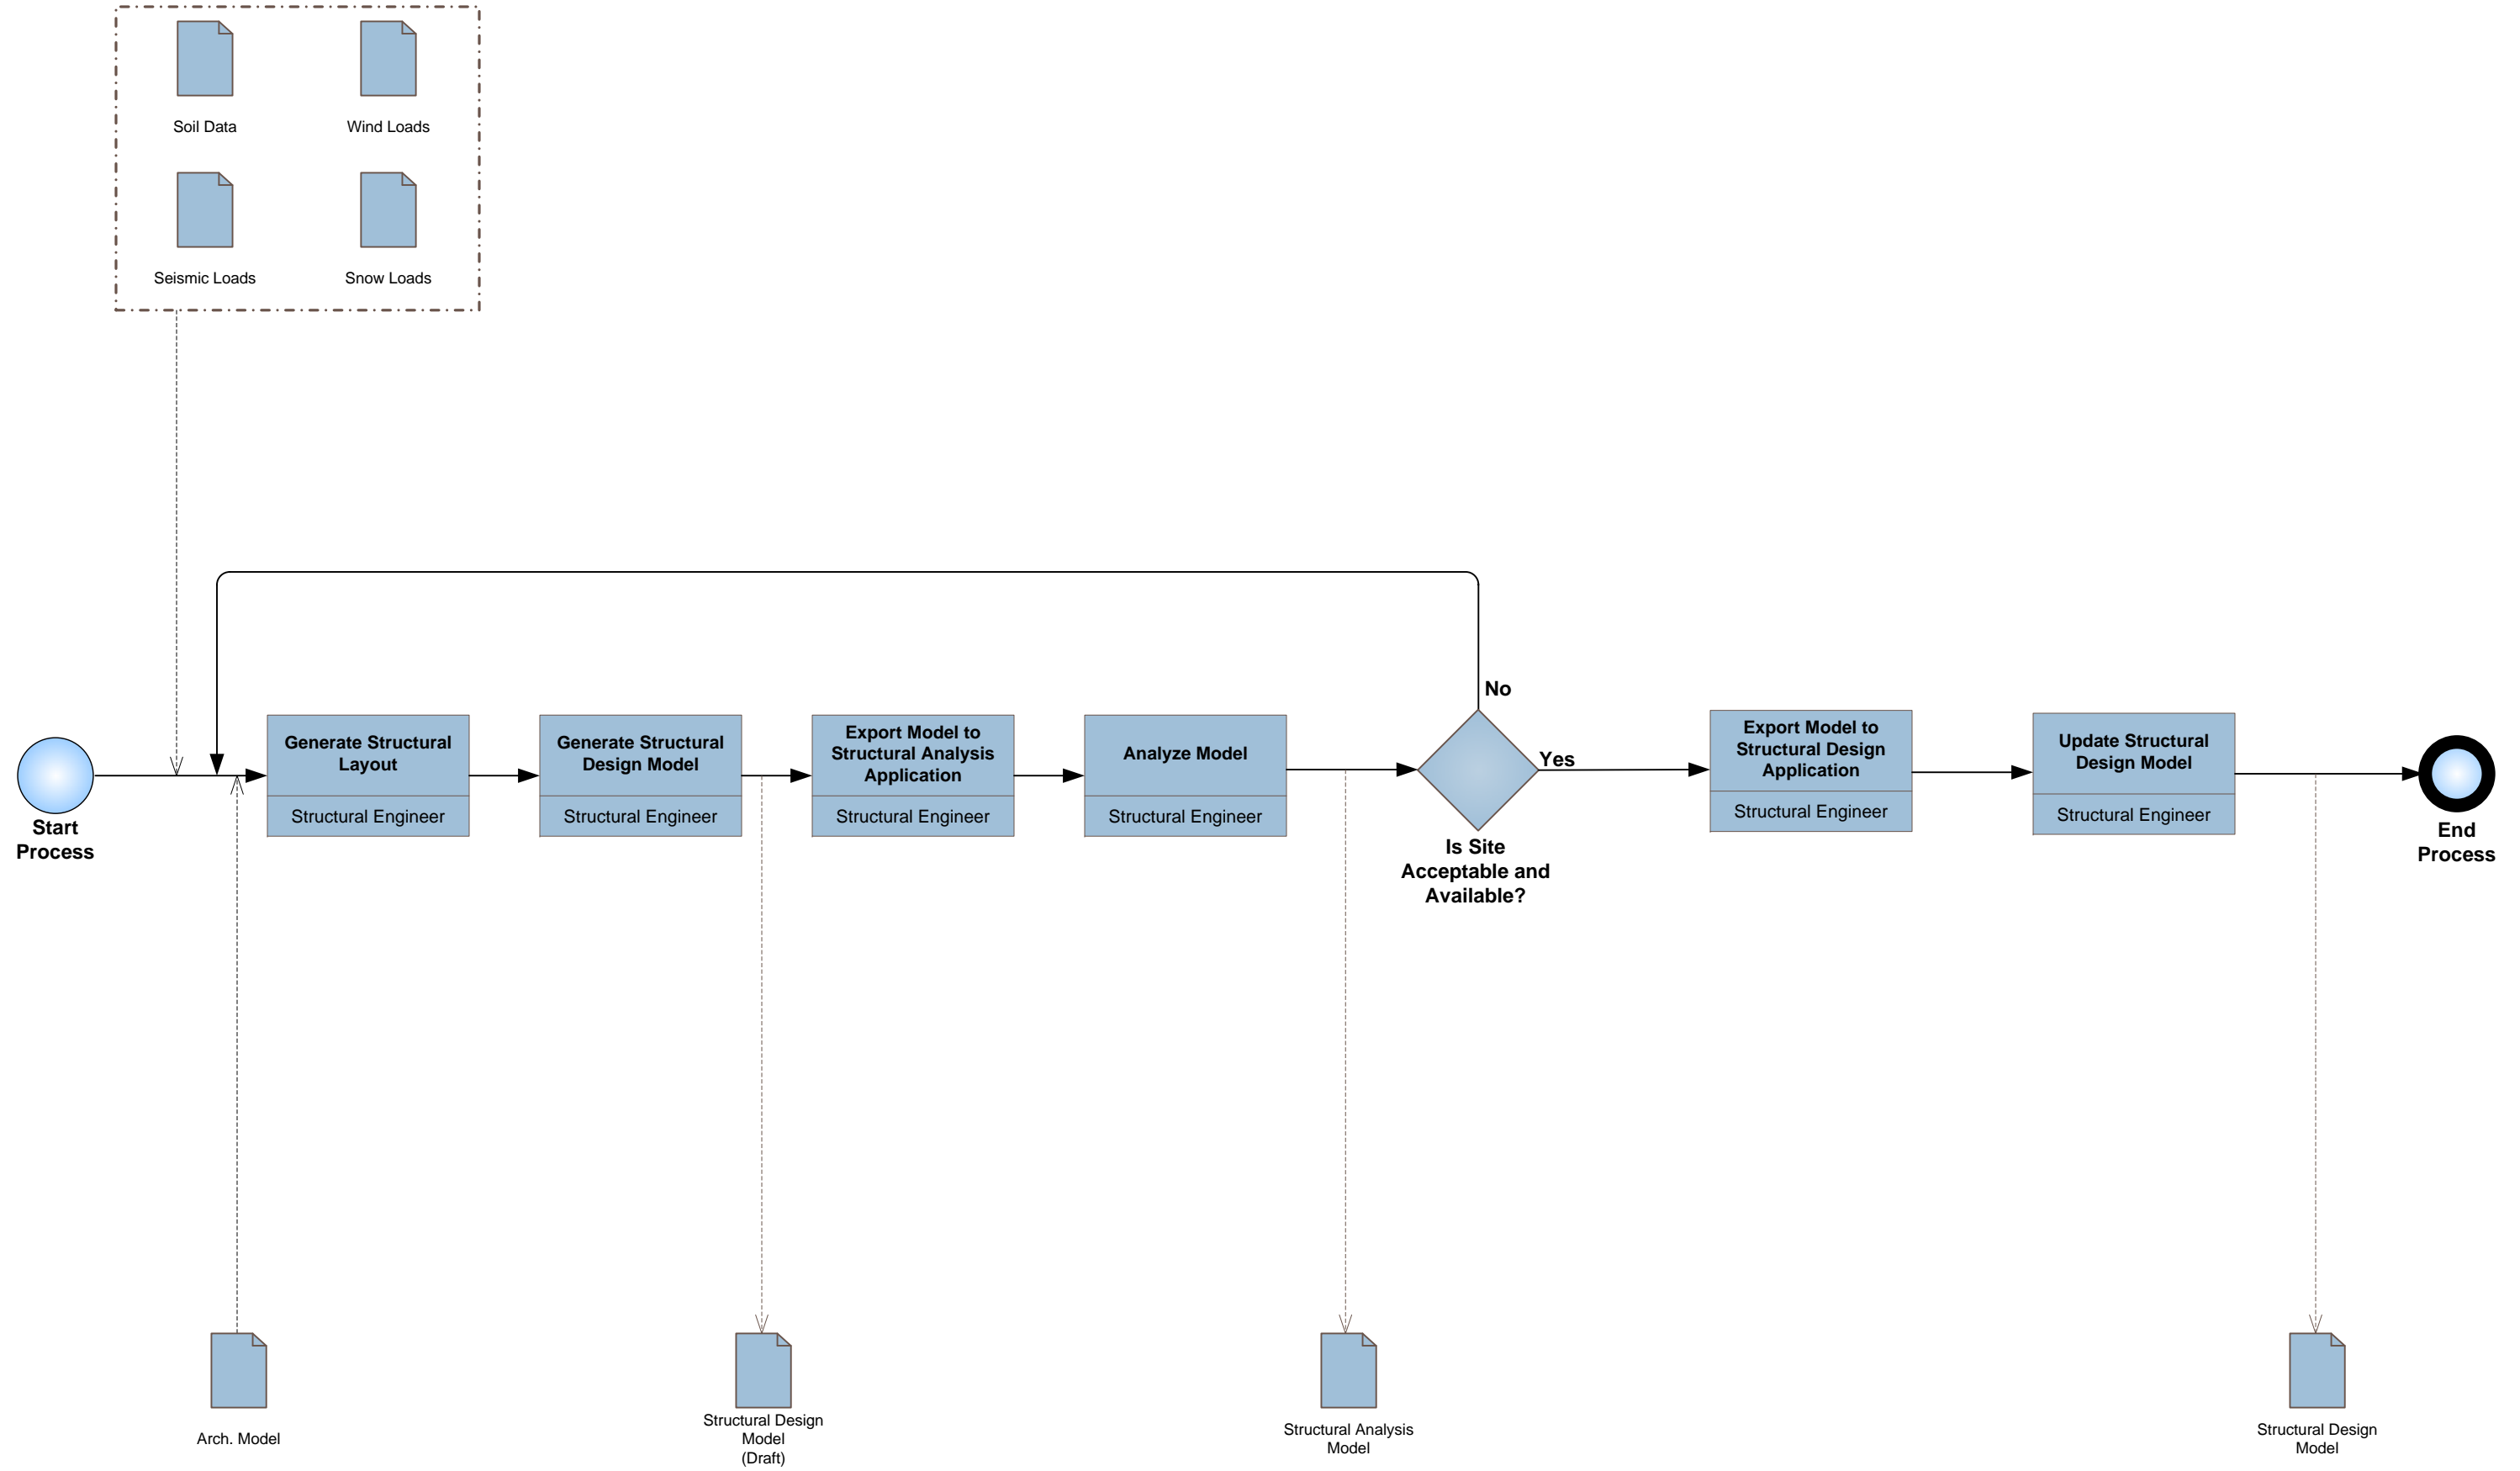 Soil Data
Wind Loads
Seismic Loads
Snow Loads
No
Generate Structural
Layout
Structural Engineer
Generate Structural
Design Model
Structural Engineer
Export Model to
Structural Analysis
Application
Structural Engineer
Analyze Model
Structural Engineer
Yes
Export Model to
Structural Design
Application
Structural Engineer
Update Structural
Design Model
Structural Engineer
Start
Process
Is Site
Acceptable and
Available?
End
Process
Arch. Model
Structural Design
Model
(Draft)
Structural Analysis
Model
Structural Design
Model